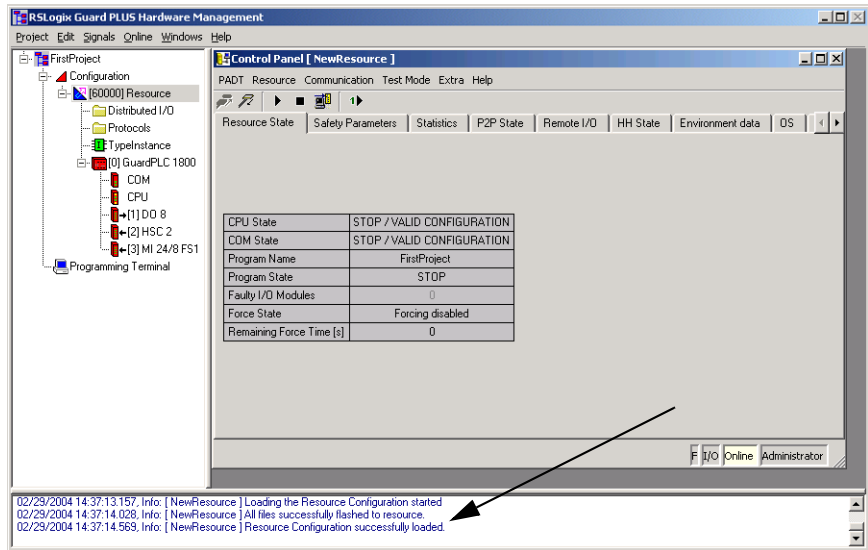 RSLogix Guard PLUS Hardware Management
Project Edit Signals Online Windows Help
FirstProject
Configuration
[60000] Resource
Distributed I/O
Protocols
TypeInstance
[0] GuardPLC 1800
COM
CPU
[1] DO 8
[2] HSC 2
[3] MI 24/8 FS1
Programming Terminal
Control Panel [ NewResource ]
PADT Resource Communication Test Mode Extra Help
Resource State Safety Parameters Statistics P2P State Remote I/O HH State Environment data OS
CPU State STOP / VALID CONFIGURATION
COM State STOP / VALID CONFIGURATION
Program Name FirstProject
Program State STOP
Faulty I/O Modules 0
Force State Forcing disabled
Remaining Force Time [s] 0
F I/O Online Administrator
02/29/2004 14:37:13.157, Info: [ NewResource ] Loading the Resource Configuration started
02/29/2004 14:37:14.028, Info: [ NewResource ] All files successfully flashed to resource.
02/29/2004 14:37:14.569, Info: [ NewResource ] Resource Configuration successfully loaded.